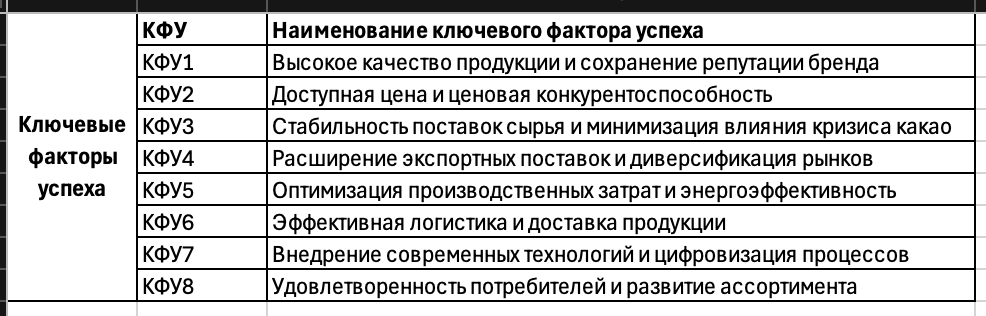 КФУ Наименование ключевого фактора успеха
КФУ1 Высокое качество продукции и сохранение репутации бренда
КФУ2 Доступная цена и ценовая конкурентоспособность
Ключевые
факторы
успеха
КФУ3 Стабильность поставок сырья и минимизация влияния кризиса какао
КФУ4 Расширение экспортных поставок и диверсификация рынков
КФУ5 Оптимизация производственных затрат и энергоэффективность
КФУ6 Эффективная логистика и доставка продукции
КФУ7 Внедрение современных технологий и цифровизация процессов
КФУ8 Удовлетворенность потребителей и развитие ассортимента